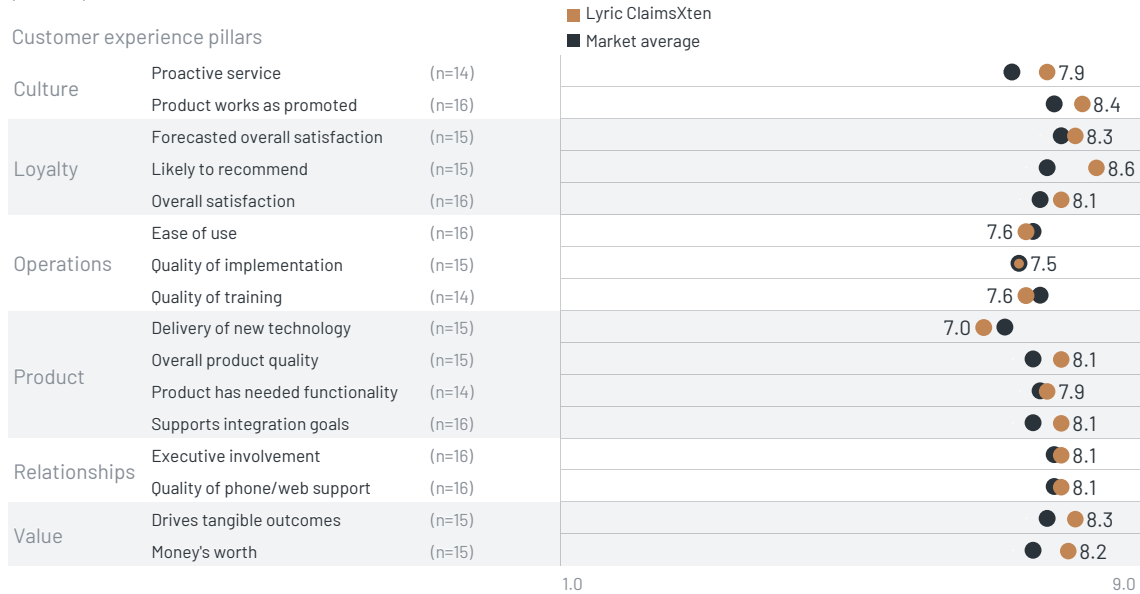 Lyric ClaimsXten
Customer experience pillars
Market average
Culture
Proactive service (n=14) 7.9
Product works as promoted (n=16) 8.4
Loyalty
Forecasted overall satisfaction (n=15) 8.3
Likely to recommend (n=15) 8.6
Overall satisfaction (n=16) 8.1
Operations
Ease of use (n=16) 7.6
Quality of implementation (n=15) 7.5
Quality of training (n=14) 7.6
Product
Delivery of new technology (n=15) 7.0
Overall product quality (n=15) 8.1
Product has needed functionality (n=14) 7.9
Supports integration goals (n=16) 8.1
Relationships
Executive involvement (n=16) 8.1
Quality of phone/web support (n=16) 8.1
Value
Drives tangible outcomes (n=15) 8.3
Money's worth (n=15) 8.2
1.0 9.0